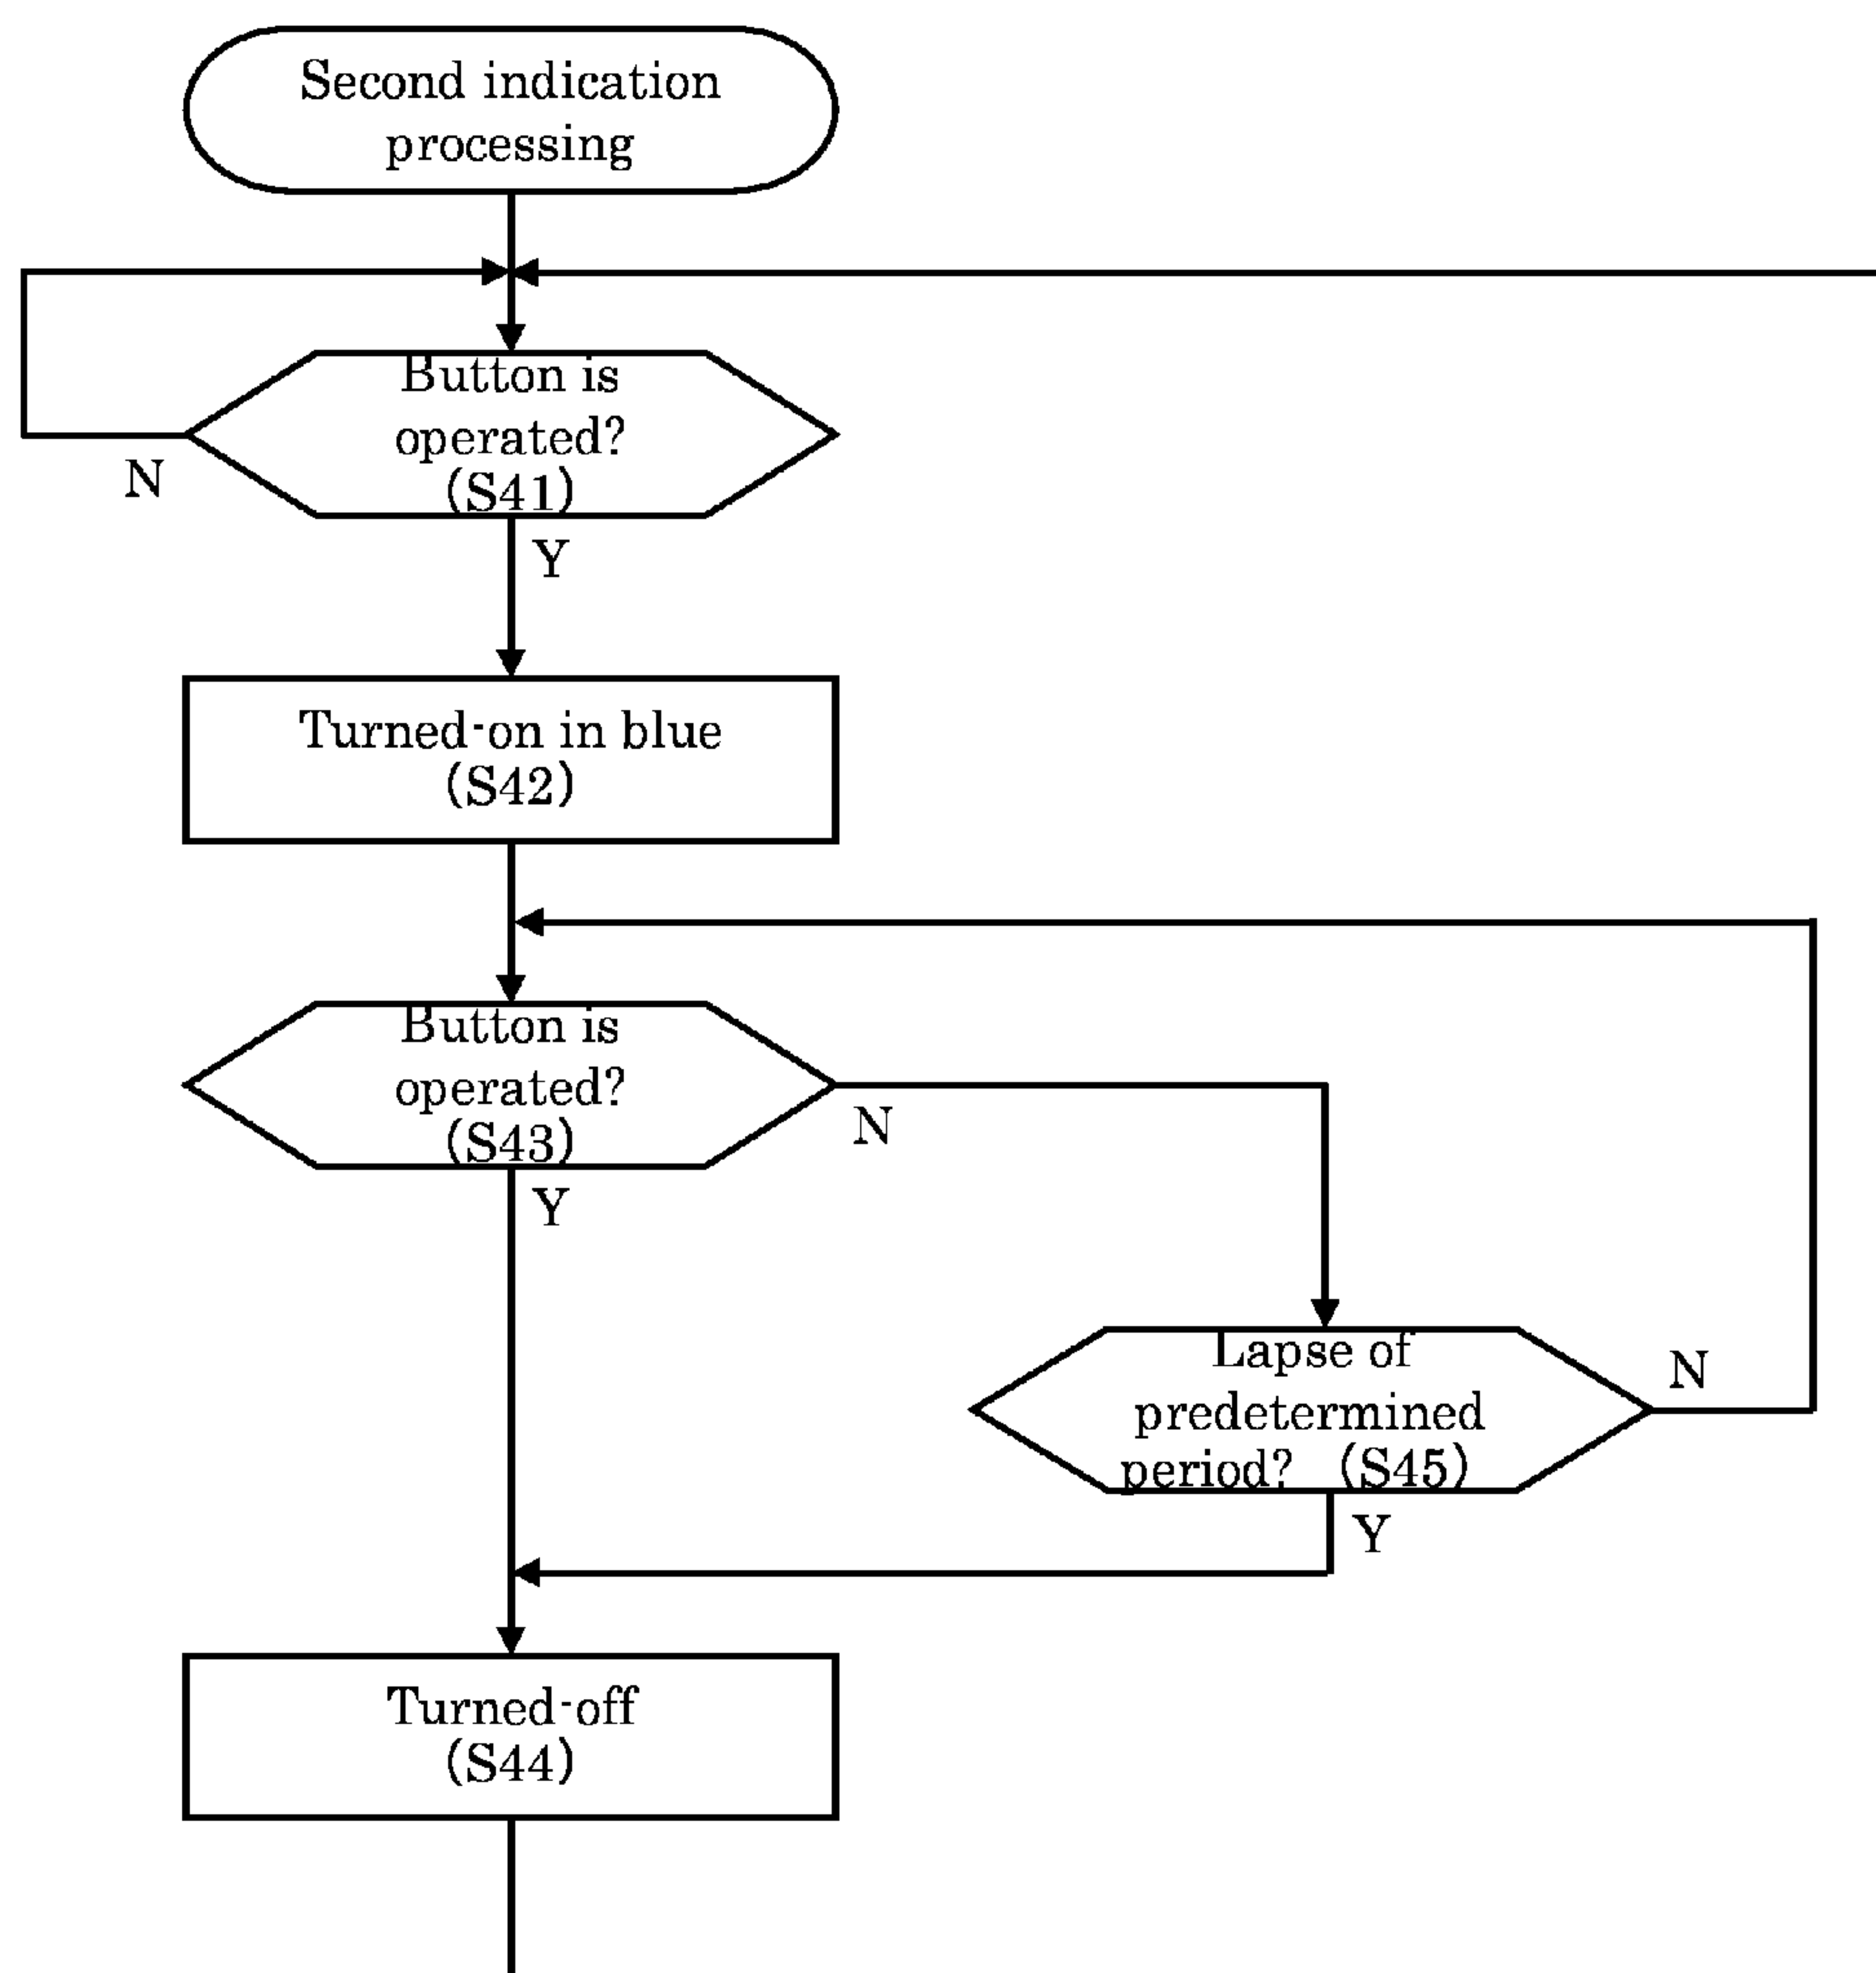 Second indication
processing
Button is
operated?
(S41)
N
Y
Turned-on in blue
(S42)
Button is
operated?
(S43)
N
Y
Lapse of
predetermined
period? (S45)
N
Y
Turned-off
(S44)